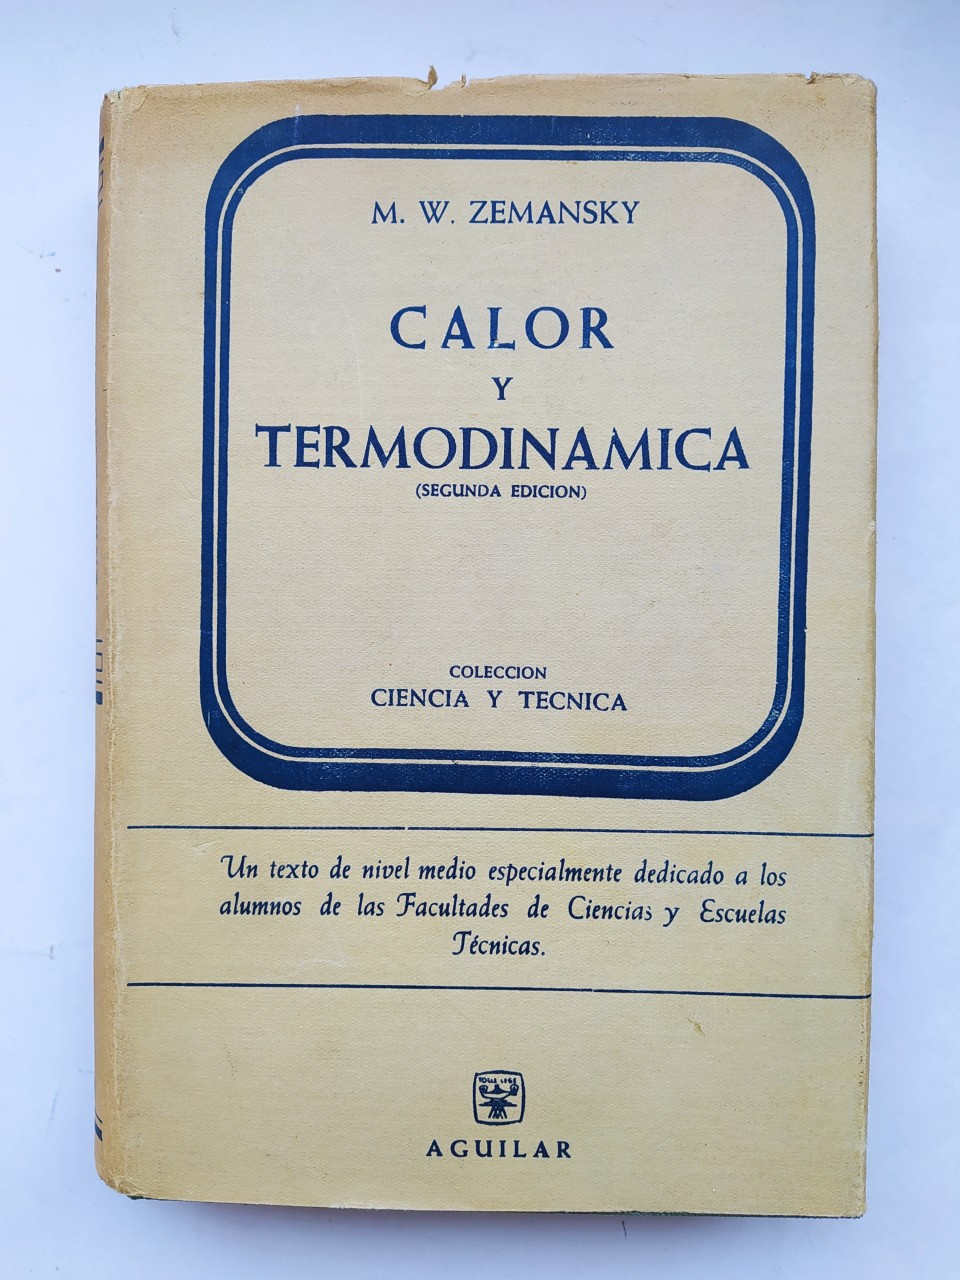 M. W. ZEMANSKY
CALOR
Y
TERMODINAMICA
(SEGUNDA EDICION)
COLECCION
CIENCIA Y TECNICA
Un texto de nivel medio especialmente dedicado a los
alumnos de las Facultades de Ciencias y Escuelas
Técnicas.
AGUILAR